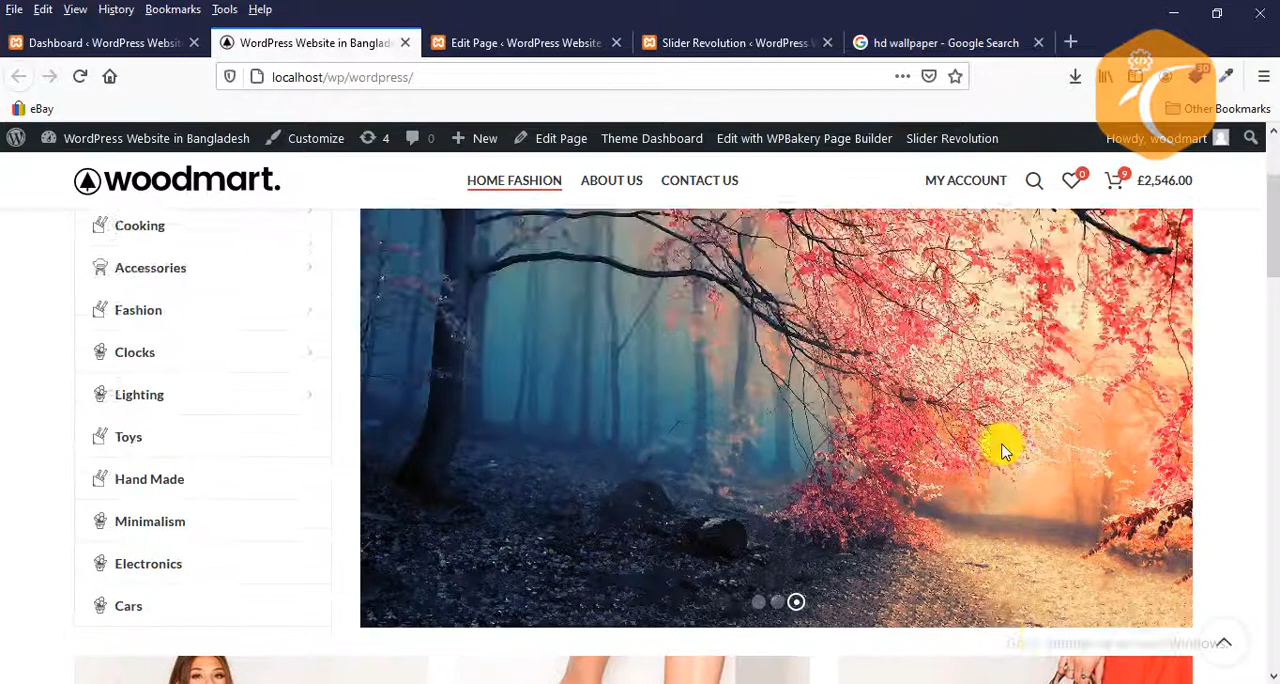 File Edit View History Bookmarks Tools Help
Dashboard ‹ WordPress Websit
WordPress Website in Banglad
Edit Page ‹ WordPress Website
Slider Revolution ‹ WordPress
hd wallpaper - Google Search
localhost/wp/wordpress/
30
eBay
Other Bookmarks
WordPress Website in Bangladesh Customize 4 0 New Edit Page Theme Dashboard Edit with WPBakery Page Builder Slider Revolution Howdy, woodmart
woodmart.
HOME FASHION ABOUT US CONTACT US MY ACCOUNT 0 9 £2,546.00
Cooking
Accessories
Fashion
Clocks
Lighting
Toys
Hand Made
Minimalism
Electronics
Cars
Windows.